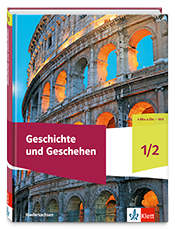 Geschichte
und Geschehen
1/2
Niedersachsen
Klett